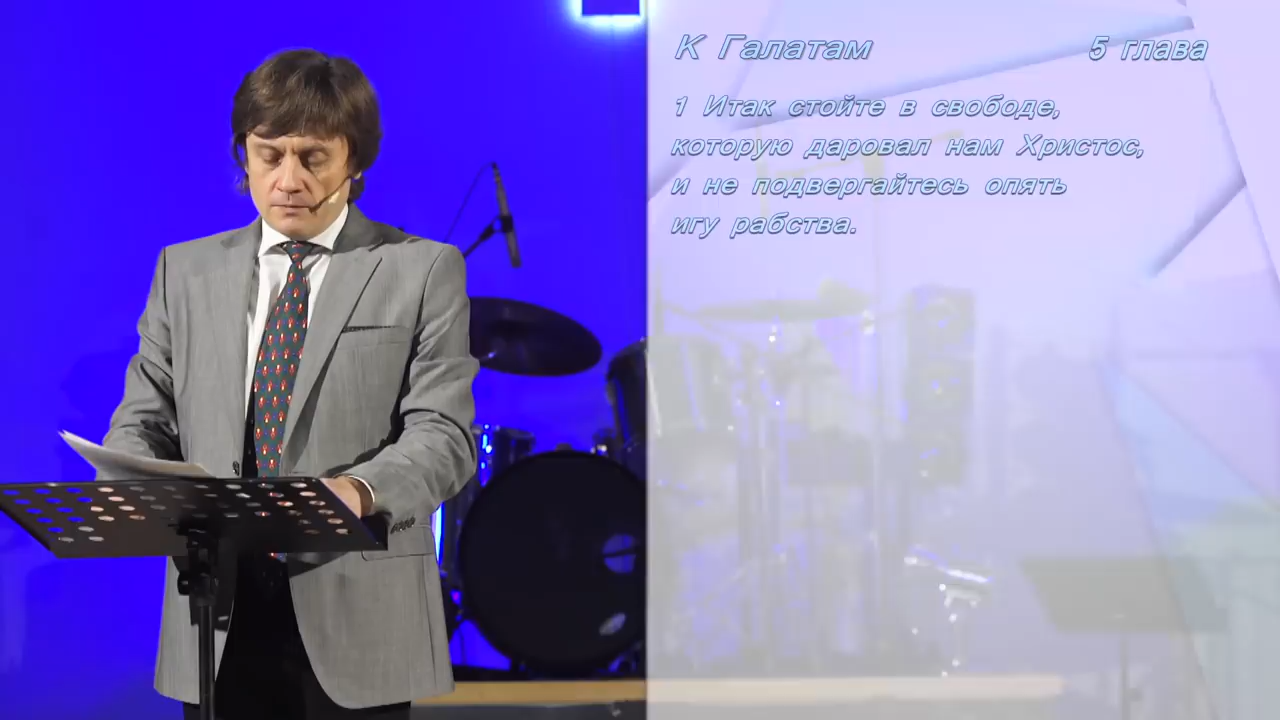 К Галатам 5 глава
1 Итак стойте в свободе,
которую даровал нам Христос,
и не подвергайтесь опять
игу рабства.